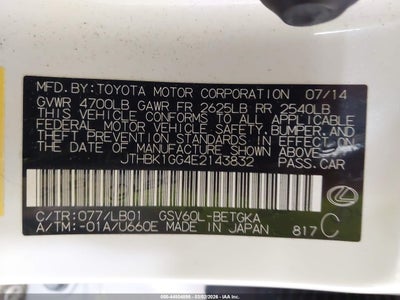 MFD.BY:TOYOTA MOTOR CORPORATION 07/14
GVWR 4700LB GAWR FR 2625LB RR 2540LB
THIS VEHICLE CONFORMS TO ALL APPLICABLE
FEDERAL MOTOR VEHICLE SAFETY,BUMPER,AND
THEFT PREVENTION STANDARDS IN EFFECT ON
THE DATE OF MANUFACTURE SHOWN ABOVE.
JTHBK1GG4E2143832 PASS.CAR
C/TR:077/LB01 GSV60L-BETGKA
A/TM:-01A/U660E MADE IN JAPAN 817 C
LEXUS